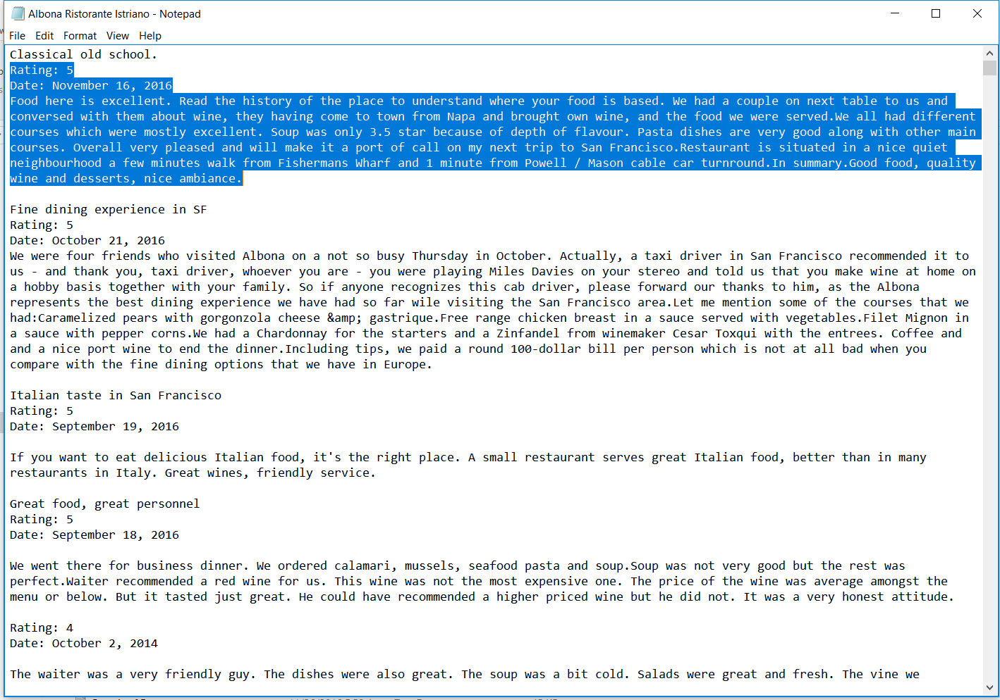 Albona Ristorante Istriano - Notepad
File Edit Format View Help
Classical old school.
Rating: 5
Date: November 16, 2016
Food here is excellent. Read the history of the place to understand where your food is based. We had a couple on next table to us and
conversed with them about wine, they having come to town from Napa and brought own wine, and the food we were served.We all had different
courses which were mostly excellent. Soup was only 3.5 star because of depth of flavour. Pasta dishes are very good along with other main
courses. Overall very pleased and will make it a port of call on my next trip to San Francisco.Restaurant is situated in a nice quiet
neighbourhood a few minutes walk from Fishermans Wharf and 1 minute from Powell / Mason cable car turnround.In summary.Good food, quality
wine and desserts, nice ambiance.
Fine dining experience in SF
Rating: 5
Date: October 21, 2016
We were four friends who visited Albona on a not so busy Thursday in October. Actually, a taxi driver in San Francisco recommended it to
us - and thank you, taxi driver, whoever you are - you were playing Miles Davies on your stereo and told us that you make wine at home on
a hobby basis together with your family. So if anyone recognizes this cab driver, please forward our thanks to him, as the Albona
represents the best dining experience we have had so far wile visiting the San Francisco area.Let me mention some of the courses that we
had:Caramelized pears with gorgonzola cheese &amp; gastrique.Free range chicken breast in a sauce served with vegetables.Filet Mignon in
a sauce with pepper corns.We had a Chardonnay for the starters and a Zinfandel from winemaker Cesar Toxqui with the entrees. Coffee and
and a nice port wine to end the dinner.Including tips, we paid a round 100-dollar bill per person which is not at all bad when you
compare with the fine dining options that we have in Europe.
Italian taste in San Francisco
Rating: 5
Date: September 19, 2016
If you want to eat delicious Italian food, it's the right place. A small restaurant serves great Italian food, better than in many
restaurants in Italy. Great wines, friendly service.
Great food, great personnel
Rating: 5
Date: September 18, 2016
We went there for business dinner. We ordered calamari, mussels, seafood pasta and soup.Soup was not very good but the rest was
perfect.Waiter recommended a red wine for us. This wine was not the most expensive one. The price of the wine was average amongst the
menu or below. But it tasted just great. He could have recommended a higher priced wine but he did not. It was a very honest attitude.
Rating: 4
Date: October 2, 2014
The waiter was a very friendly guy. The dishes were also great. The soup was a bit cold. Salads were great and fresh. The vine we